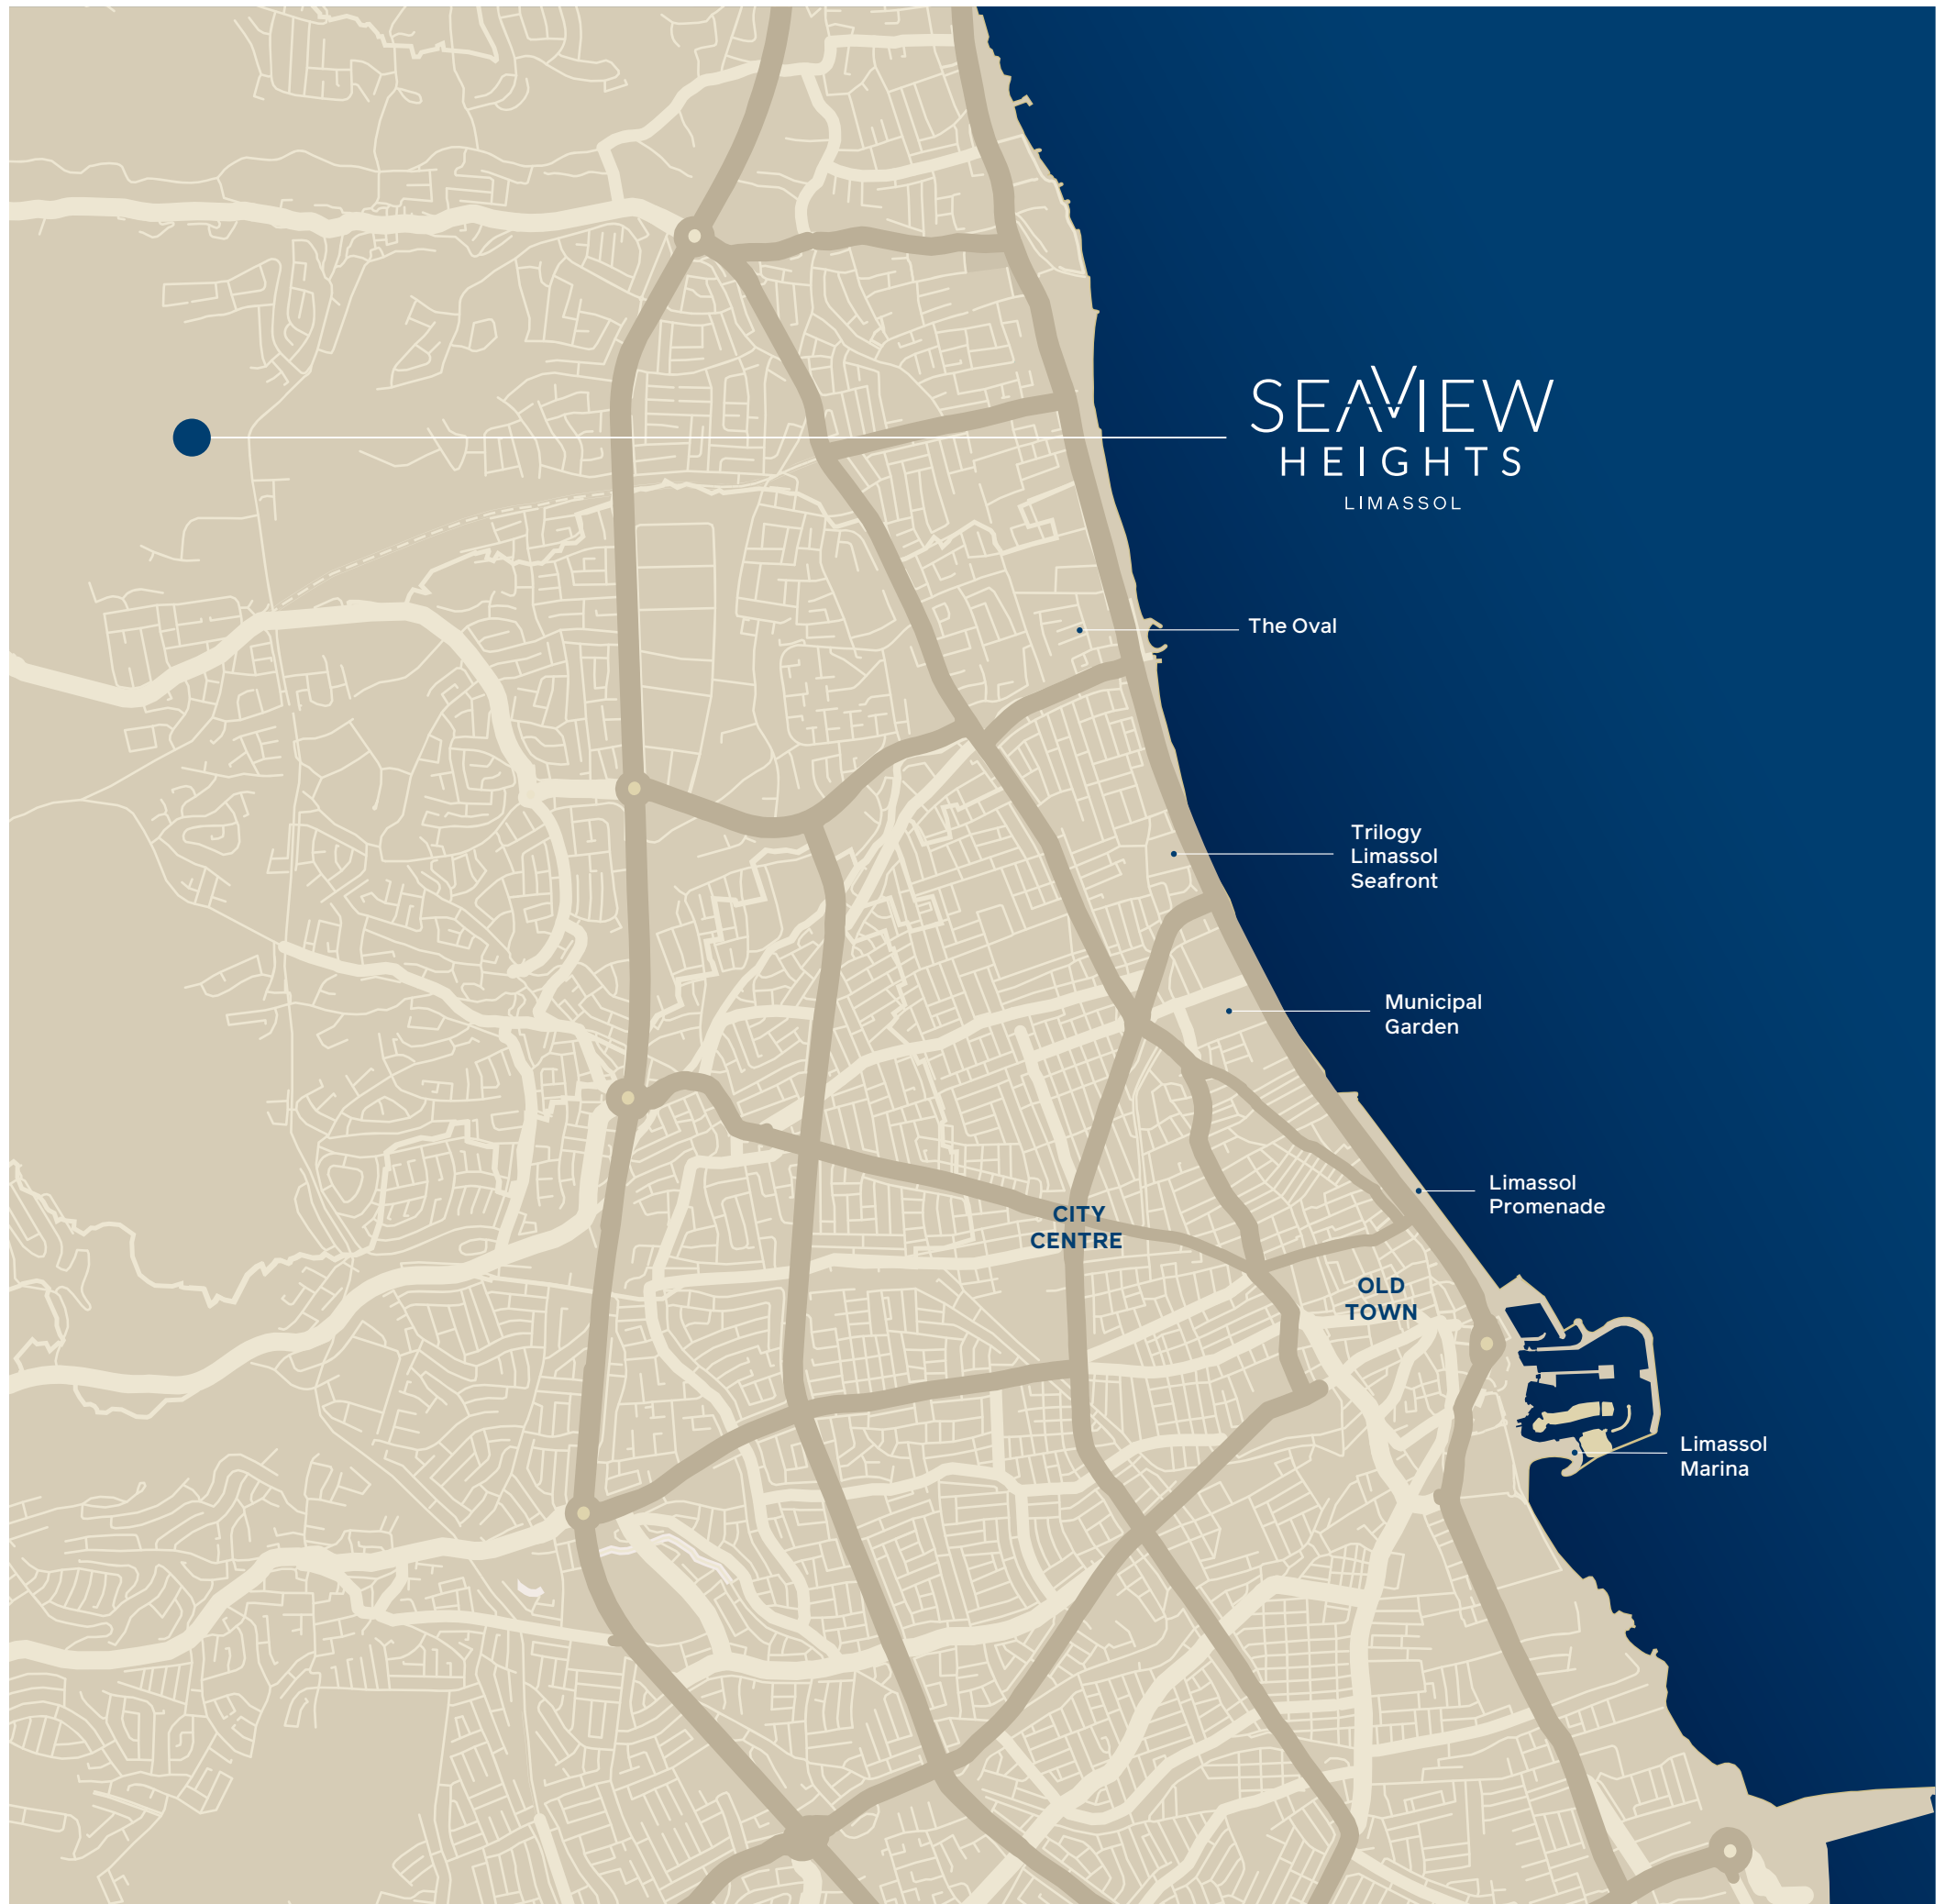 SEAVIEW
HEIGHTS
LIMASSOL
The Oval
Trilogy
Limassol
Seafront
Municipal
Garden
Limassol
Promenade
CITY
CENTRE
OLD
TOWN
Limassol
Marina